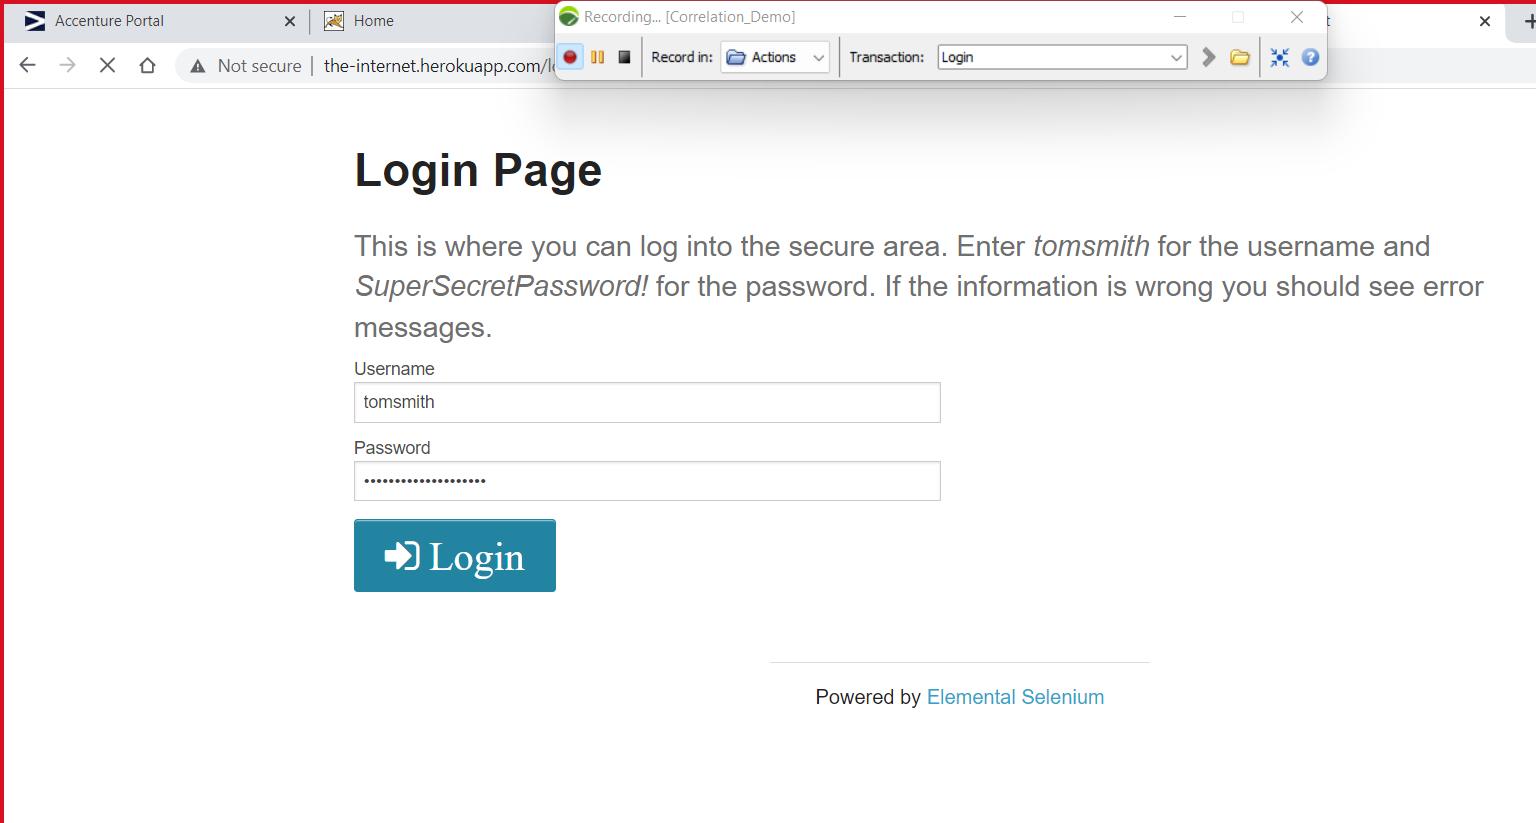 Accenture Portal
Home
Recording... [Correlation_Demo]
Not secure
the-internet.herokuapp.com/
Record in:
Actions
Transaction:
Login
Login Page
This is where you can log into the secure area. Enter tomsmith for the username and
SuperSecretPassword! for the password. If the information is wrong you should see error
messages.
Username
tomsmith
Password
••••••••••••••••••••
Login
Powered by Elemental Selenium